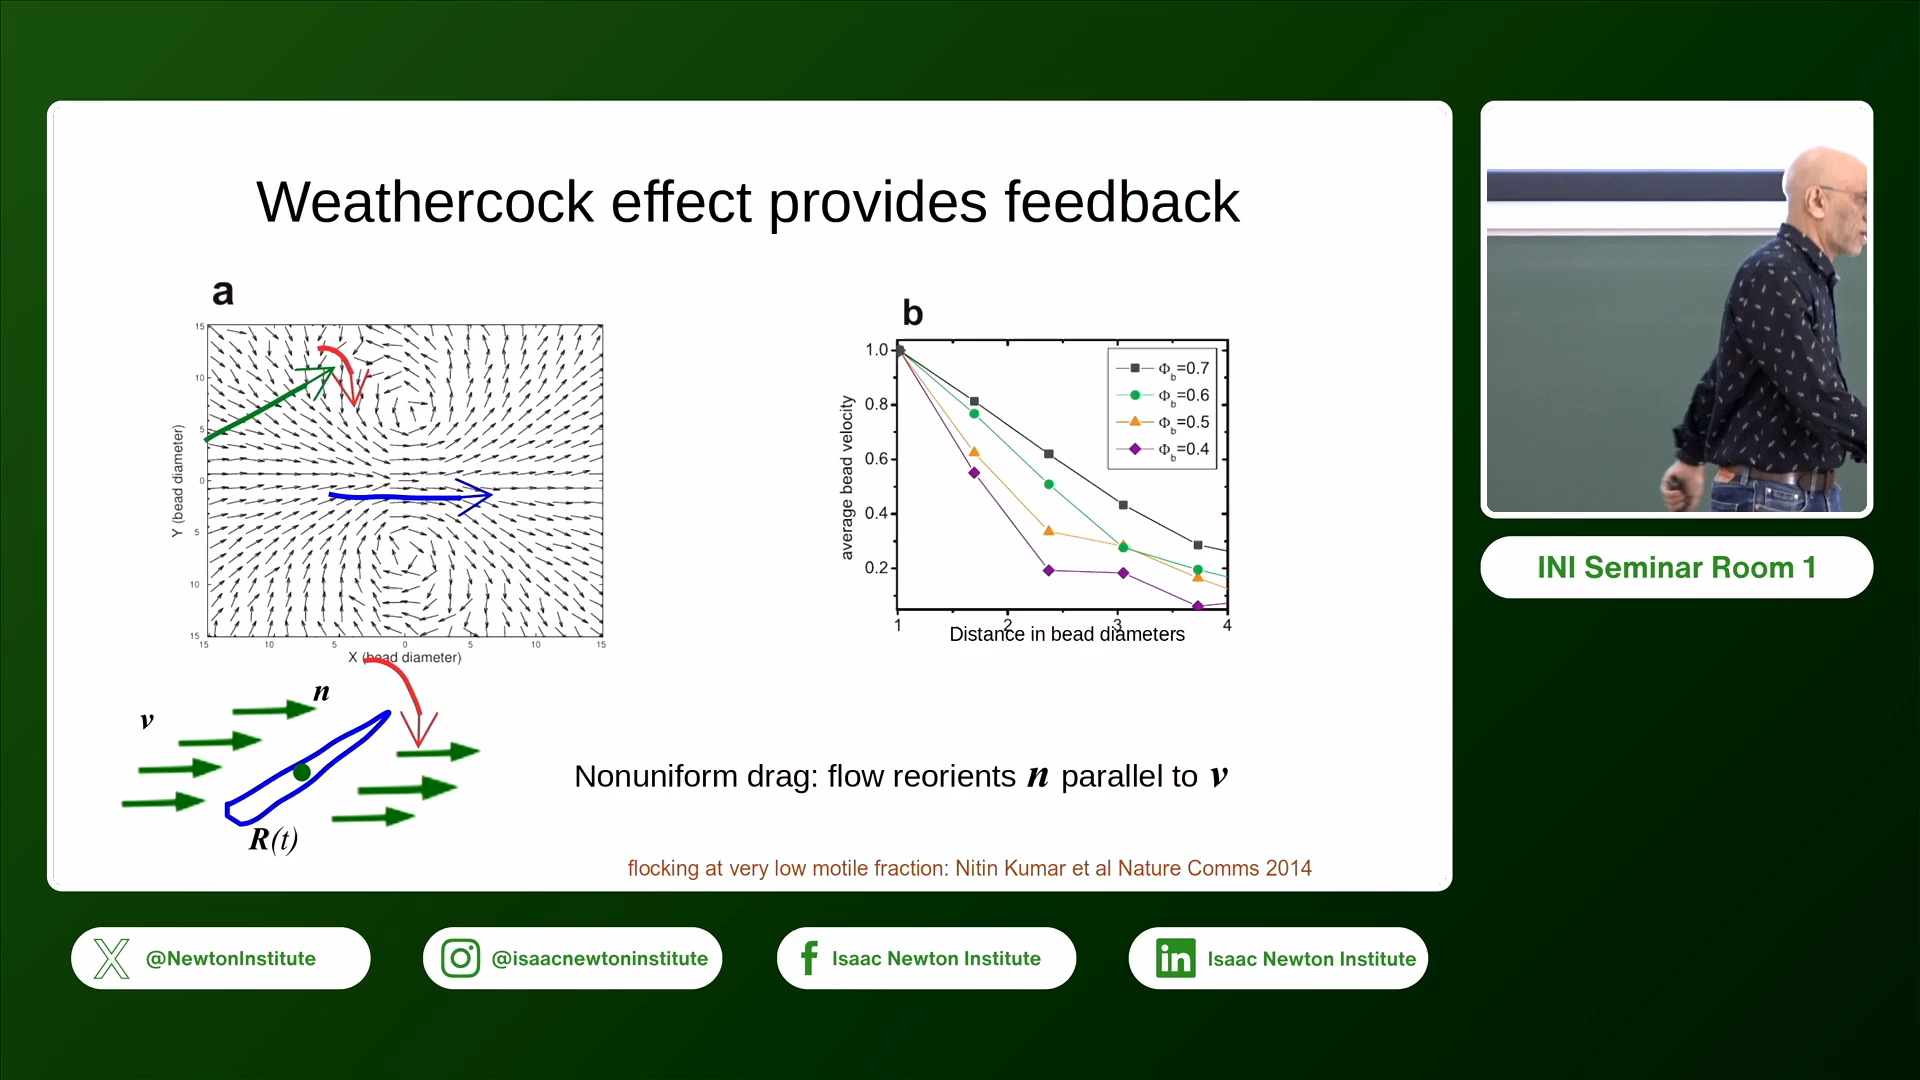 Weathercock effect provides feedback
a
15
10
5
0
5
10
15
Y (bead diameter)
15 10 5 0 5 10 15
X (bead diameter)
b
1.0
0.8
0.6
0.4
0.2
average bead velocity
Φb=0.7
Φb=0.6
Φb=0.5
Φb=0.4
1 2 3 4
Distance in bead diameters
n
v
R(t)
Nonuniform drag: flow reorients n parallel to v
flocking at very low motile fraction: Nitin Kumar et al Nature Comms 2014
INI Seminar Room 1
@NewtonInstitute
@isaacnewtoninstitute
Isaac Newton Institute
Isaac Newton Institute